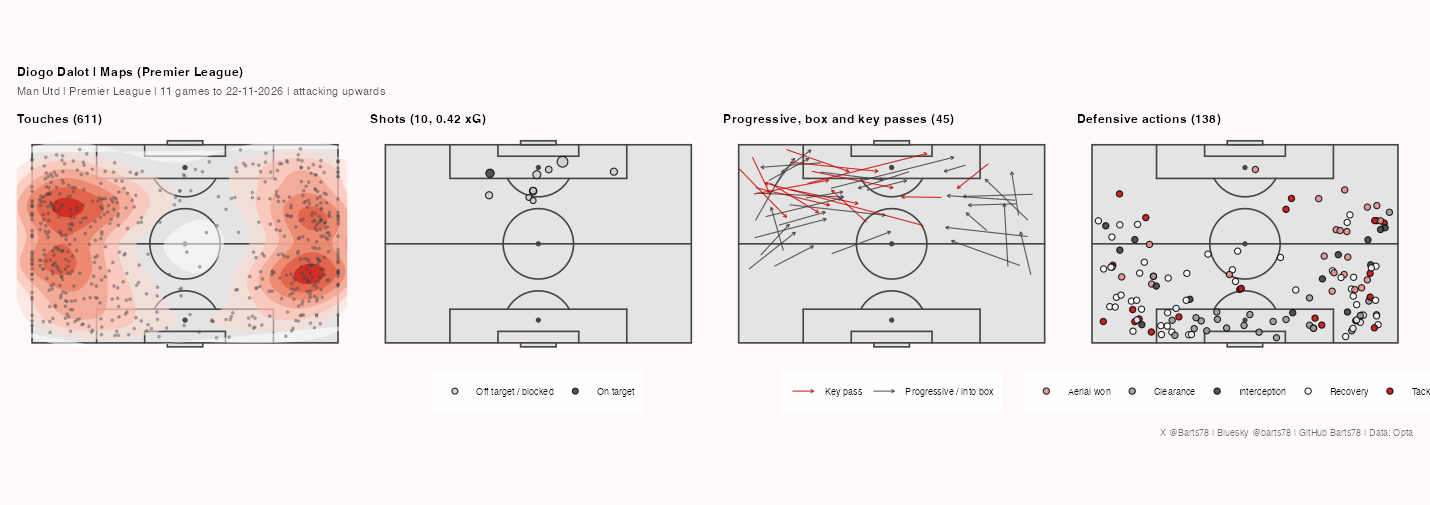 Diogo Dalot | Maps (Premier League)
Man Utd | Premier League | 11 games to 22-11-2026 | attacking upwards
Touches (611)
Shots (10, 0.42 xG)
Progressive, box and key passes (45)
Defensive actions (138)
Off target / blocked
On target
Key pass
Progressive / into box
Aerial won
Clearance
Interception
Recovery
Tack
X @Barts78 | Bluesky @barts78 | GitHub Barts78 | Data: Opta